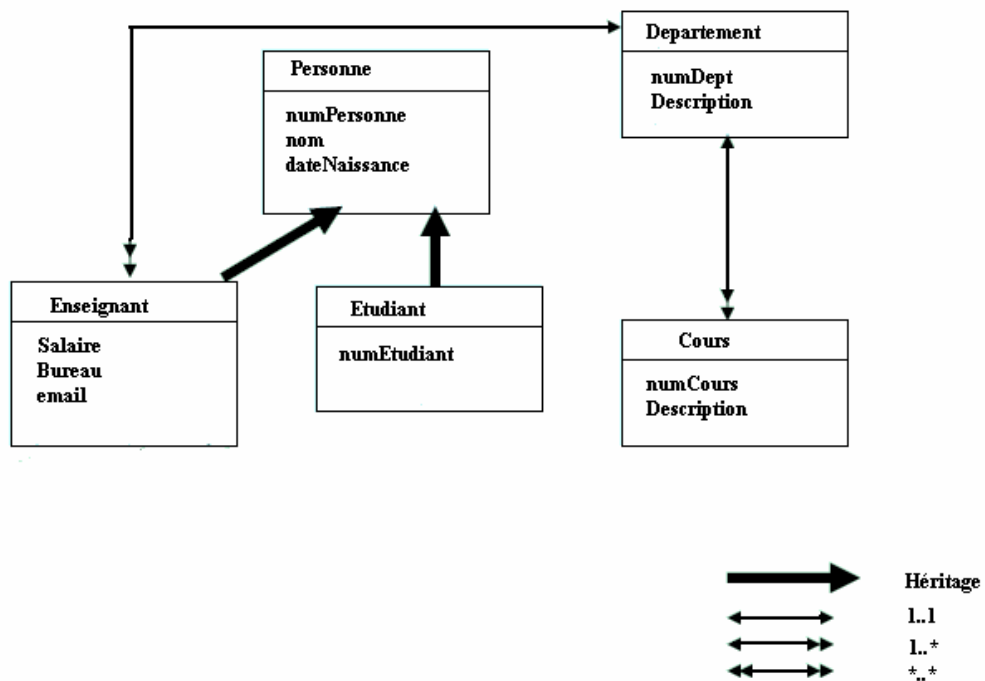 Departement
numDept
Description
Personne
numPersonne
nom
dateNaissance
Enseignant
Salaire
Bureau
email
Etudiant
numEtudiant
Cours
numCours
Description
Héritage
1..1
1..*
*..*